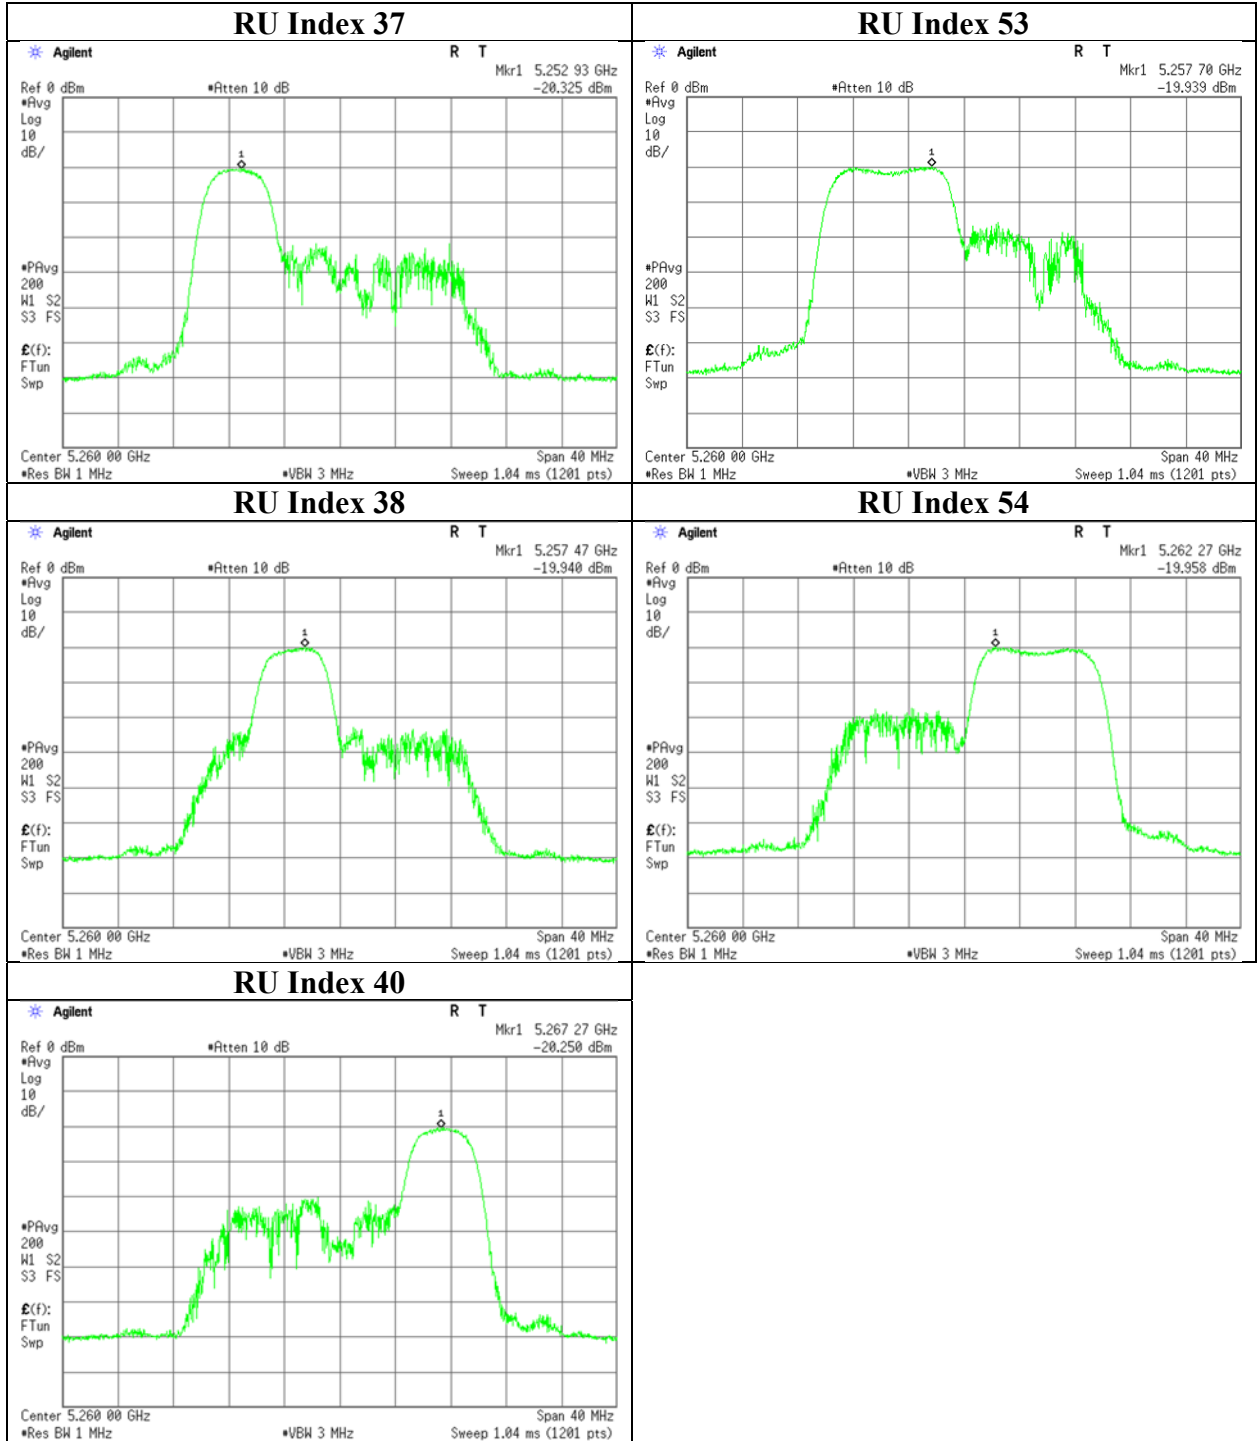 RU Index 37
Agilent R T
Mkr1 5.252 93 GHz
Ref 0 dBm #Atten 10 dB -20.325 dBm
#Avg
Log
10
dB/
1
#PAvg
200
W1 S2
S3 FS
£(f):
FTun
Swp
Center 5.260 00 GHz Span 40 MHz
#Res BW 1 MHz #VBW 3 MHz Sweep 1.04 ms (1201 pts)
RU Index 53
Agilent R T
Mkr1 5.257 70 GHz
Ref 0 dBm #Atten 10 dB -19.939 dBm
#Avg
Log
10
dB/
1
#PAvg
200
W1 S2
S3 FS
£(f):
FTun
Swp
Center 5.260 00 GHz Span 40 MHz
#Res BW 1 MHz #VBW 3 MHz Sweep 1.04 ms (1201 pts)
RU Index 38
Agilent R T
Mkr1 5.257 47 GHz
Ref 0 dBm #Atten 10 dB -19.940 dBm
#Avg
Log
10
dB/
1
#PAvg
200
W1 S2
S3 FS
£(f):
FTun
Swp
Center 5.260 00 GHz Span 40 MHz
#Res BW 1 MHz #VBW 3 MHz Sweep 1.04 ms (1201 pts)
RU Index 54
Agilent R T
Mkr1 5.262 27 GHz
Ref 0 dBm #Atten 10 dB -19.958 dBm
#Avg
Log
10
dB/
1
#PAvg
200
W1 S2
S3 FS
£(f):
FTun
Swp
Center 5.260 00 GHz Span 40 MHz
#Res BW 1 MHz #VBW 3 MHz Sweep 1.04 ms (1201 pts)
RU Index 40
Agilent R T
Mkr1 5.267 27 GHz
Ref 0 dBm #Atten 10 dB -20.250 dBm
#Avg
Log
10
dB/
1
#PAvg
200
W1 S2
S3 FS
£(f):
FTun
Swp
Center 5.260 00 GHz Span 40 MHz
#Res BW 1 MHz #VBW 3 MHz Sweep 1.04 ms (1201 pts)